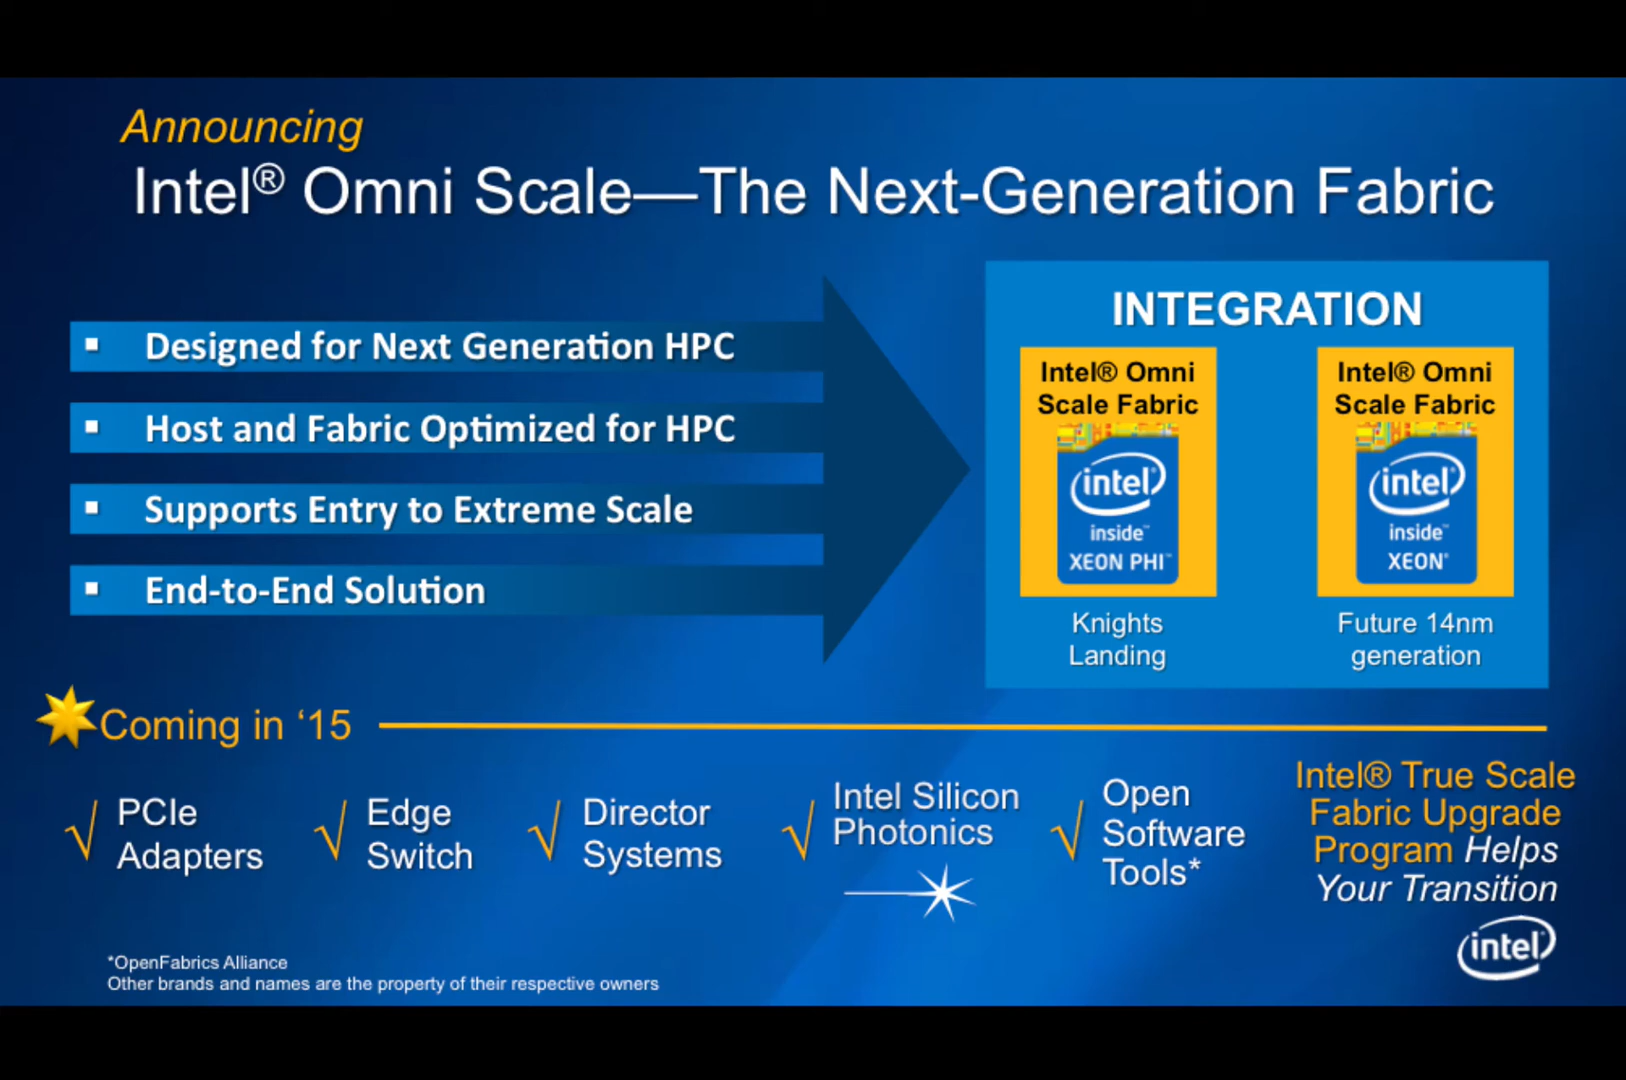 Announcing
Intel® Omni Scale—The Next-Generation Fabric
▪ Designed for Next Generation HPC
▪ Host and Fabric Optimized for HPC
▪ Supports Entry to Extreme Scale
▪ End-to-End Solution
INTEGRATION
Intel® Omni
Scale Fabric
intel®
inside™
XEON PHI™
Knights
Landing
Intel® Omni
Scale Fabric
intel®
inside™
XEON®
Future 14nm
generation
Coming in ‘15
√ PCIe
Adapters
√ Edge
Switch
√ Director
Systems
√ Intel Silicon
Photonics
√ Open
Software
Tools*
Intel® True Scale
Fabric Upgrade
Program Helps
Your Transition
intel®
*OpenFabrics Alliance
Other brands and names are the property of their respective owners